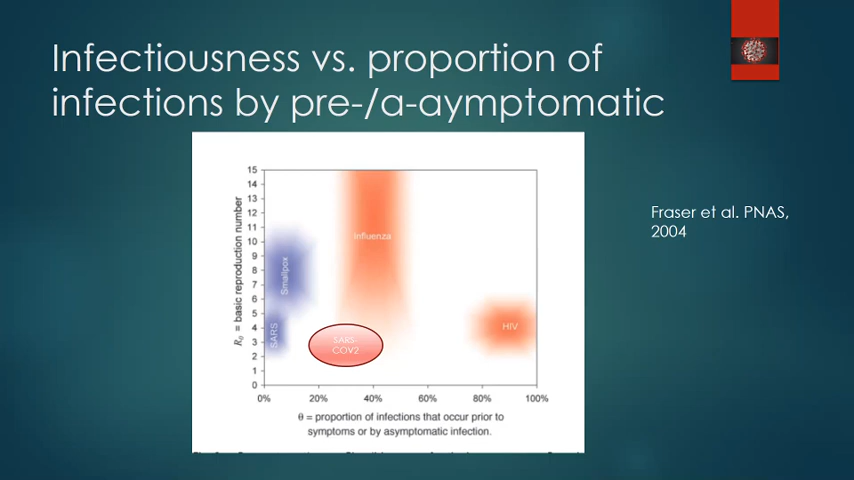 Infectiousness vs. proportion of
infections by pre-/a-aymptomatic
Fraser et al. PNAS,
2004
R0 = basic reproduction number
15
14
13
12
11
10
9
8
7
6
5
4
3
2
1
0
Influenza
Smallpox
SARS
SARS-
COV2
HIV
0% 20% 40% 60% 80% 100%
θ = proportion of infections that occur prior to
symptoms or by asymptomatic infection.